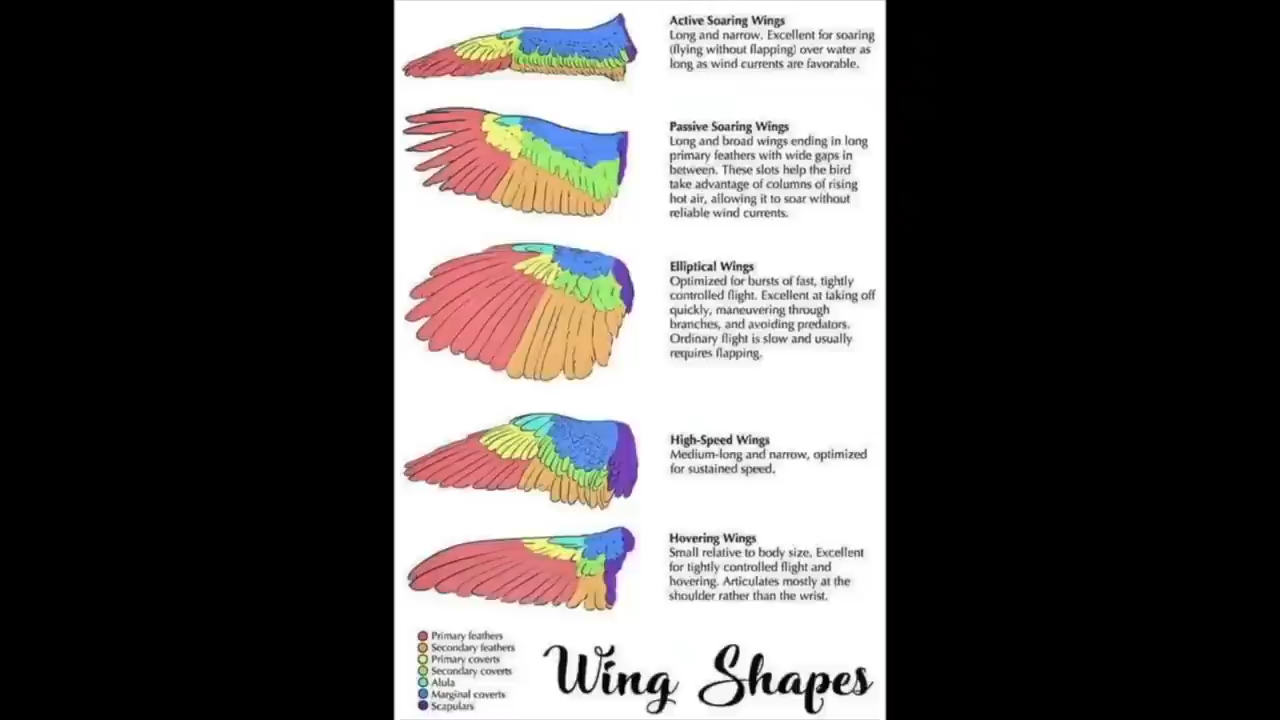 Active Soaring Wings
Long and narrow. Excellent for soaring
(flying without flapping) over water as
long as wind currents are favorable.
Passive Soaring Wings
Long and broad wings ending in long
primary feathers with wide gaps in
between. These slots help the bird
take advantage of columns of rising
hot air, allowing it to soar without
reliable wind currents.
Elliptical Wings
Optimized for bursts of fast, tightly
controlled flight. Excellent at taking off
quickly, maneuvering through
branches, and avoiding predators.
Ordinary flight is slow and usually
requires flapping.
High-Speed Wings
Medium-long and narrow, optimized
for sustained speed.
Hovering Wings
Small relative to body size. Excellent
for tightly controlled flight and
hovering. Articulates mostly at the
shoulder rather than the wrist.
Primary feathers
Secondary feathers
Primary coverts
Secondary coverts
Alula
Marginal coverts
Scapulars
Wing Shapes